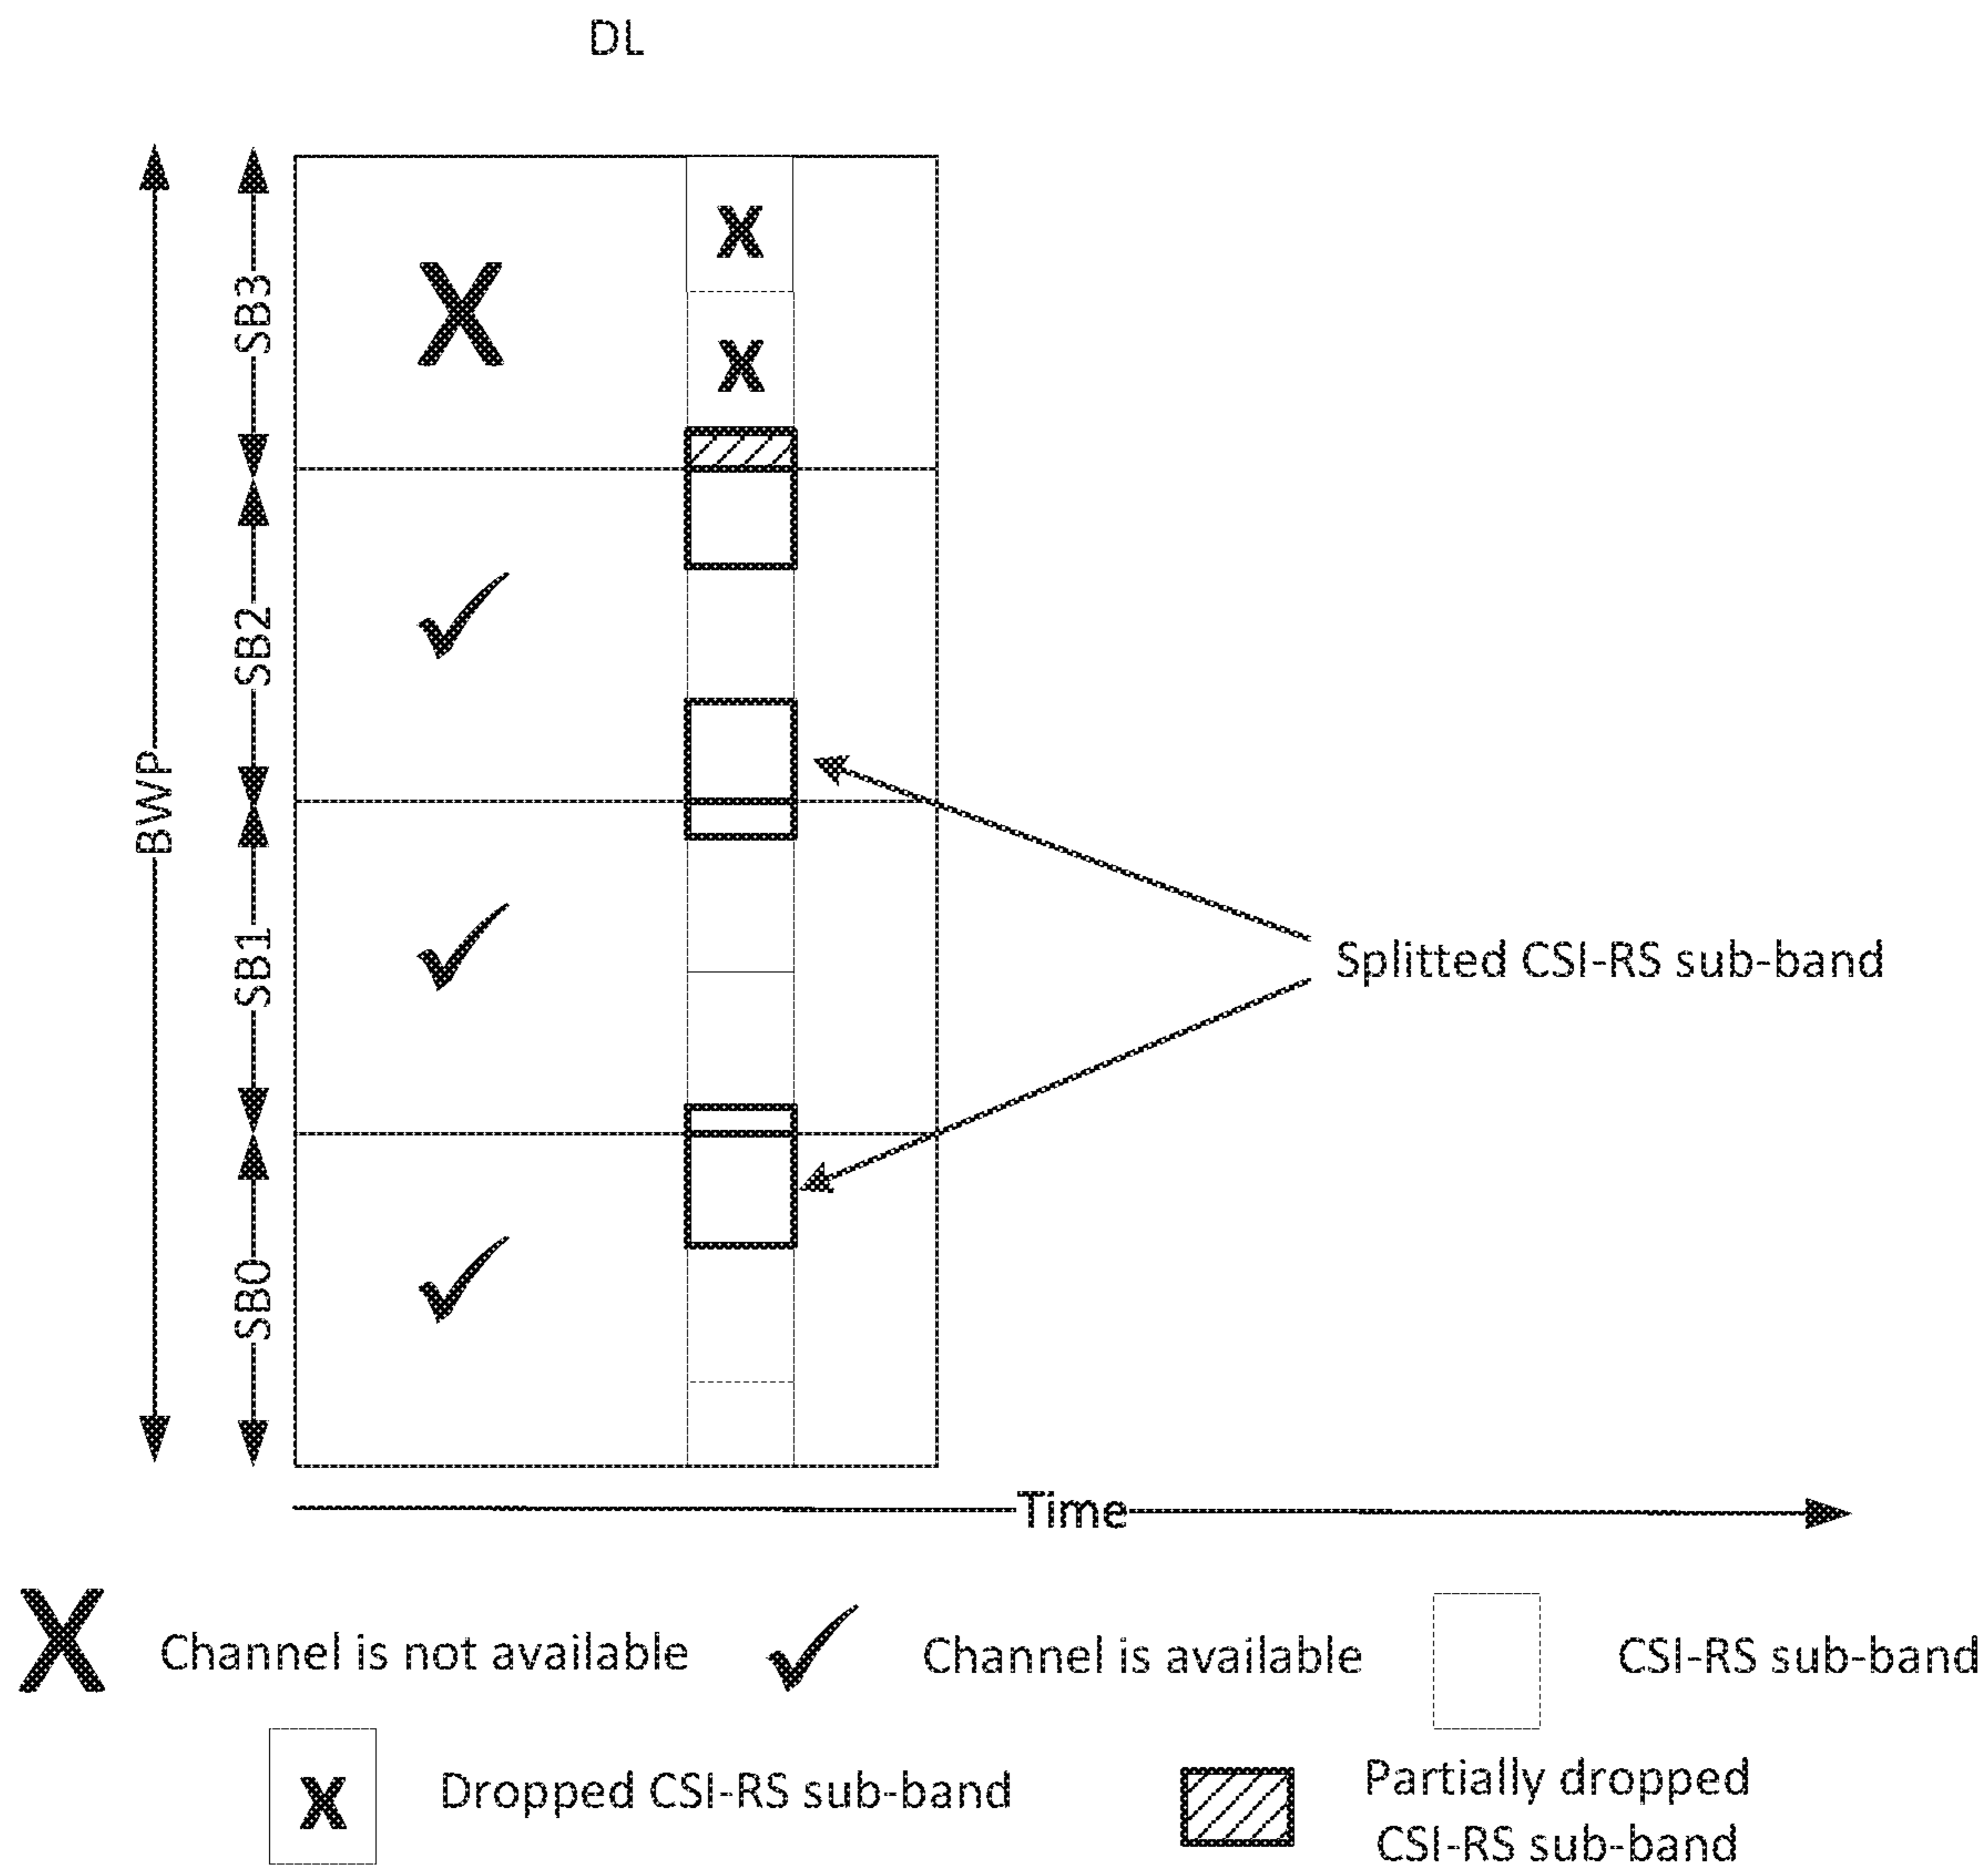 DL
BWP
SB3
SB2
SB1
SB0
Splitted CSI-RS sub-band
Time
X Channel is not available
Channel is available
CSI-RS sub-band
X Dropped CSI-RS sub-band
Partially dropped
CSI-RS sub-band